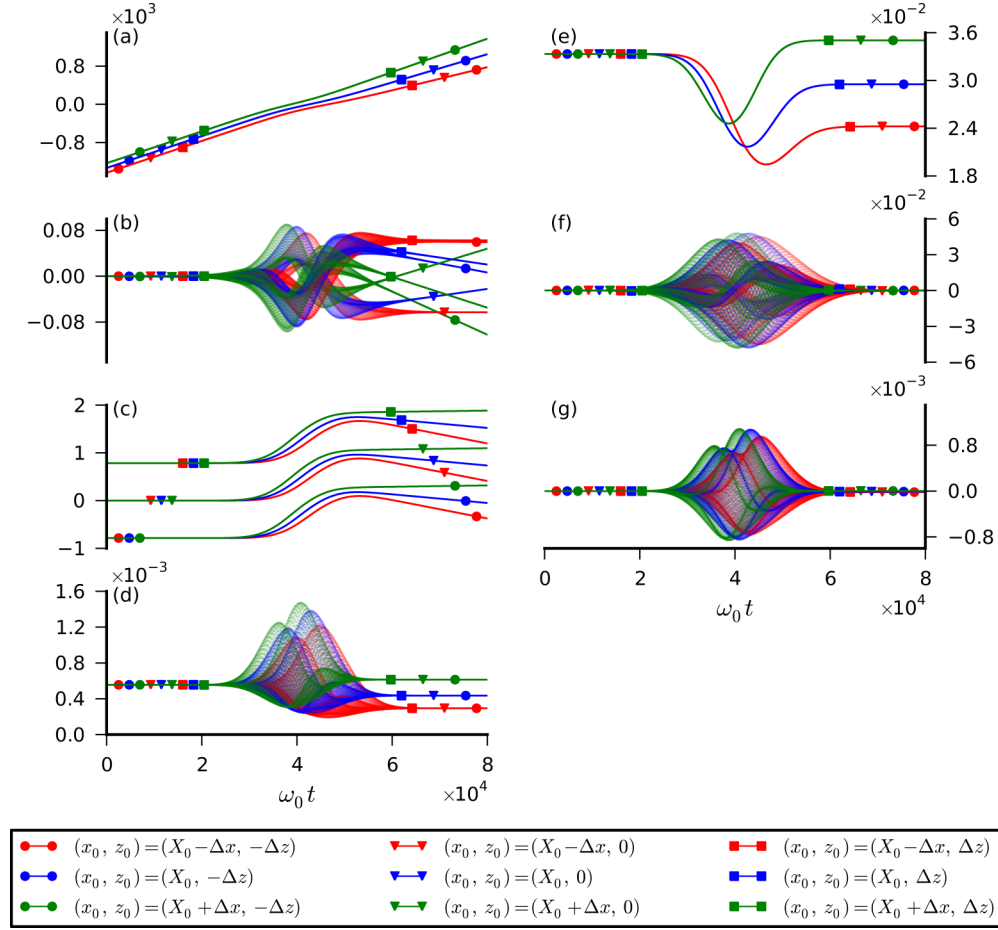 ×10³
(a)
0.8
0.0
−0.8
(b)
0.08
0.00
−0.08
(c)
2
1
0
−1
×10⁻³
(d)
1.6
1.2
0.8
0.4
0.0
0 2 4 6 8
ω₀ t
×10⁴
(e)
3.6
×10⁻²
3.0
2.4
1.8
×10⁻²
(f)
6
3
0
−3
−6
×10⁻³
(g)
0.8
0.0
−0.8
0 2 4 6 8
ω₀ t
×10⁴
(x₀, z₀)=(X₀−Δx, −Δz) (x₀, z₀)=(X₀−Δx, 0) (x₀, z₀)=(X₀−Δx, Δz)
(x₀, z₀)=(X₀, −Δz) (x₀, z₀)=(X₀, 0) (x₀, z₀)=(X₀, Δz)
(x₀, z₀)=(X₀+Δx, −Δz) (x₀, z₀)=(X₀+Δx, 0) (x₀, z₀)=(X₀+Δx, Δz)